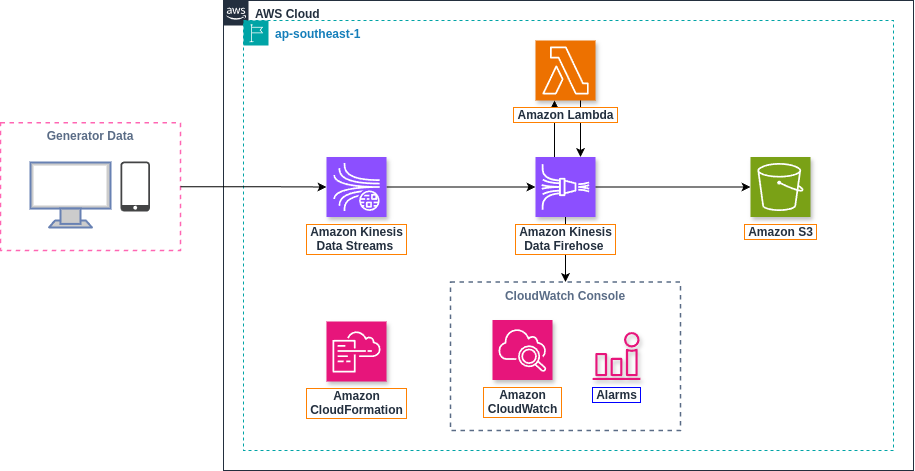 aws
AWS Cloud
ap-southeast-1
Amazon Lambda
Generator Data
Amazon Kinesis
Data Streams
Amazon Kinesis
Data Firehose
Amazon S3
CloudWatch Console
Amazon
CloudFormation
Amazon
CloudWatch
Alarms